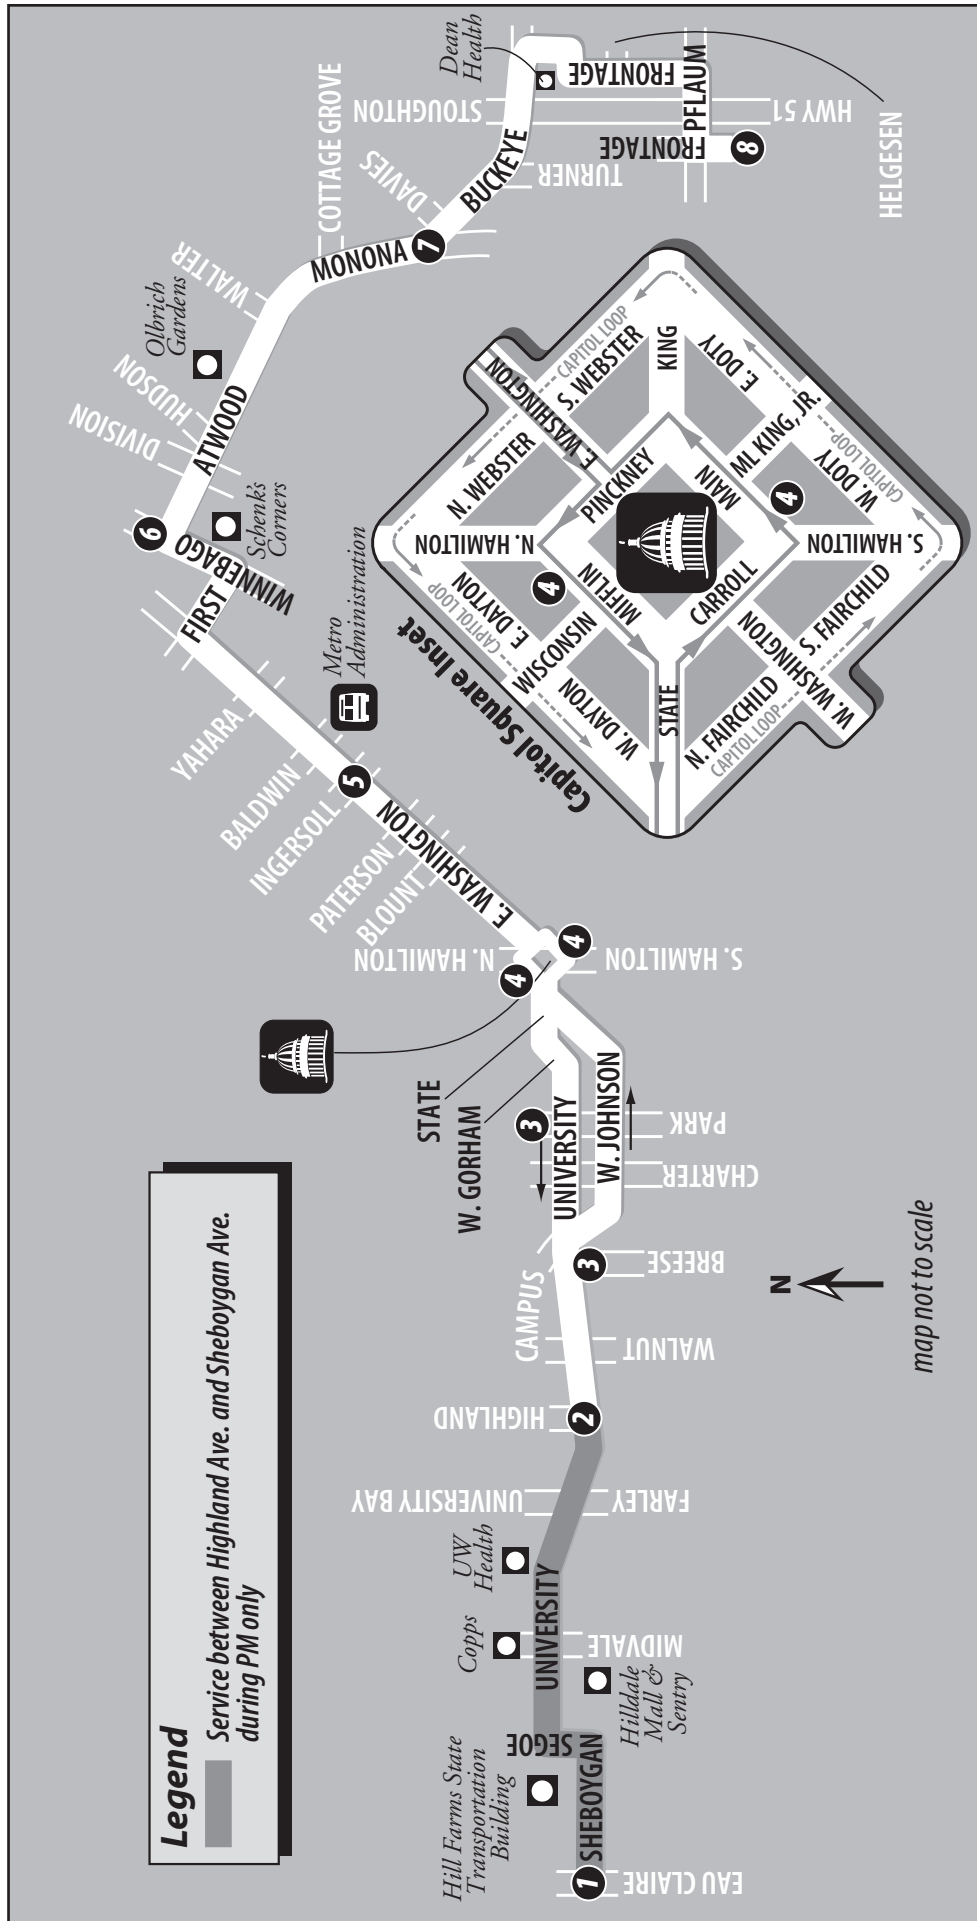 Legend
Service between Highland Ave. and Sheboygan Ave.
during PM only
1
EAU CLAIRE
SHEBOYGAN
Hill Farms State
Transportation
Building
SEGOE
Hilldale
Mall &
Sentry
UNIVERSITY
Copps
MIDVALE
UW
Health
UNIVERSITY BAY
FARLEY
HIGHLAND
2
WALNUT
CAMPUS
3
BREESE
UNIVERSITY
W. JOHNSON
CHARTER
PARK
3
W. GORHAM
STATE
4
4
N. HAMILTON
S. HAMILTON
E. WASHINGTON
BLOUNT
PATERSON
INGERSOLL
5
BALDWIN
YAHARA
Metro
Administration
FIRST
WINNEBAGO
6
Schenk's
Corners
ATWOOD
DIVISION
HUDSON
Olbrich
Gardens
WALTER
COTTAGE GROVE
MONONA
7
DAVIES
BUCKEYE
TURNER
STOUGHTON
HWY 51
Dean
Health
FRONTAGE
PFLAUM
FRONTAGE
8
HELGESEN
Capitol Square Inset
N. HAMILTON
E. DAYTON
CAPITOL LOOP
WISCONSIN
W. DAYTON
MIFFLIN
4
STATE
N. FAIRCHILD
CAPITOL LOOP
W. WASHINGTON
S. FAIRCHILD
CARROLL
S. HAMILTON
W. DOTY
CAPITOL LOOP
4
ML KING, JR.
MAIN
E. DOTY
KING
PINCKNEY
S. WEBSTER
CAPITOL LOOP
E. WASHINGTON
N. WEBSTER
N
map not to scale